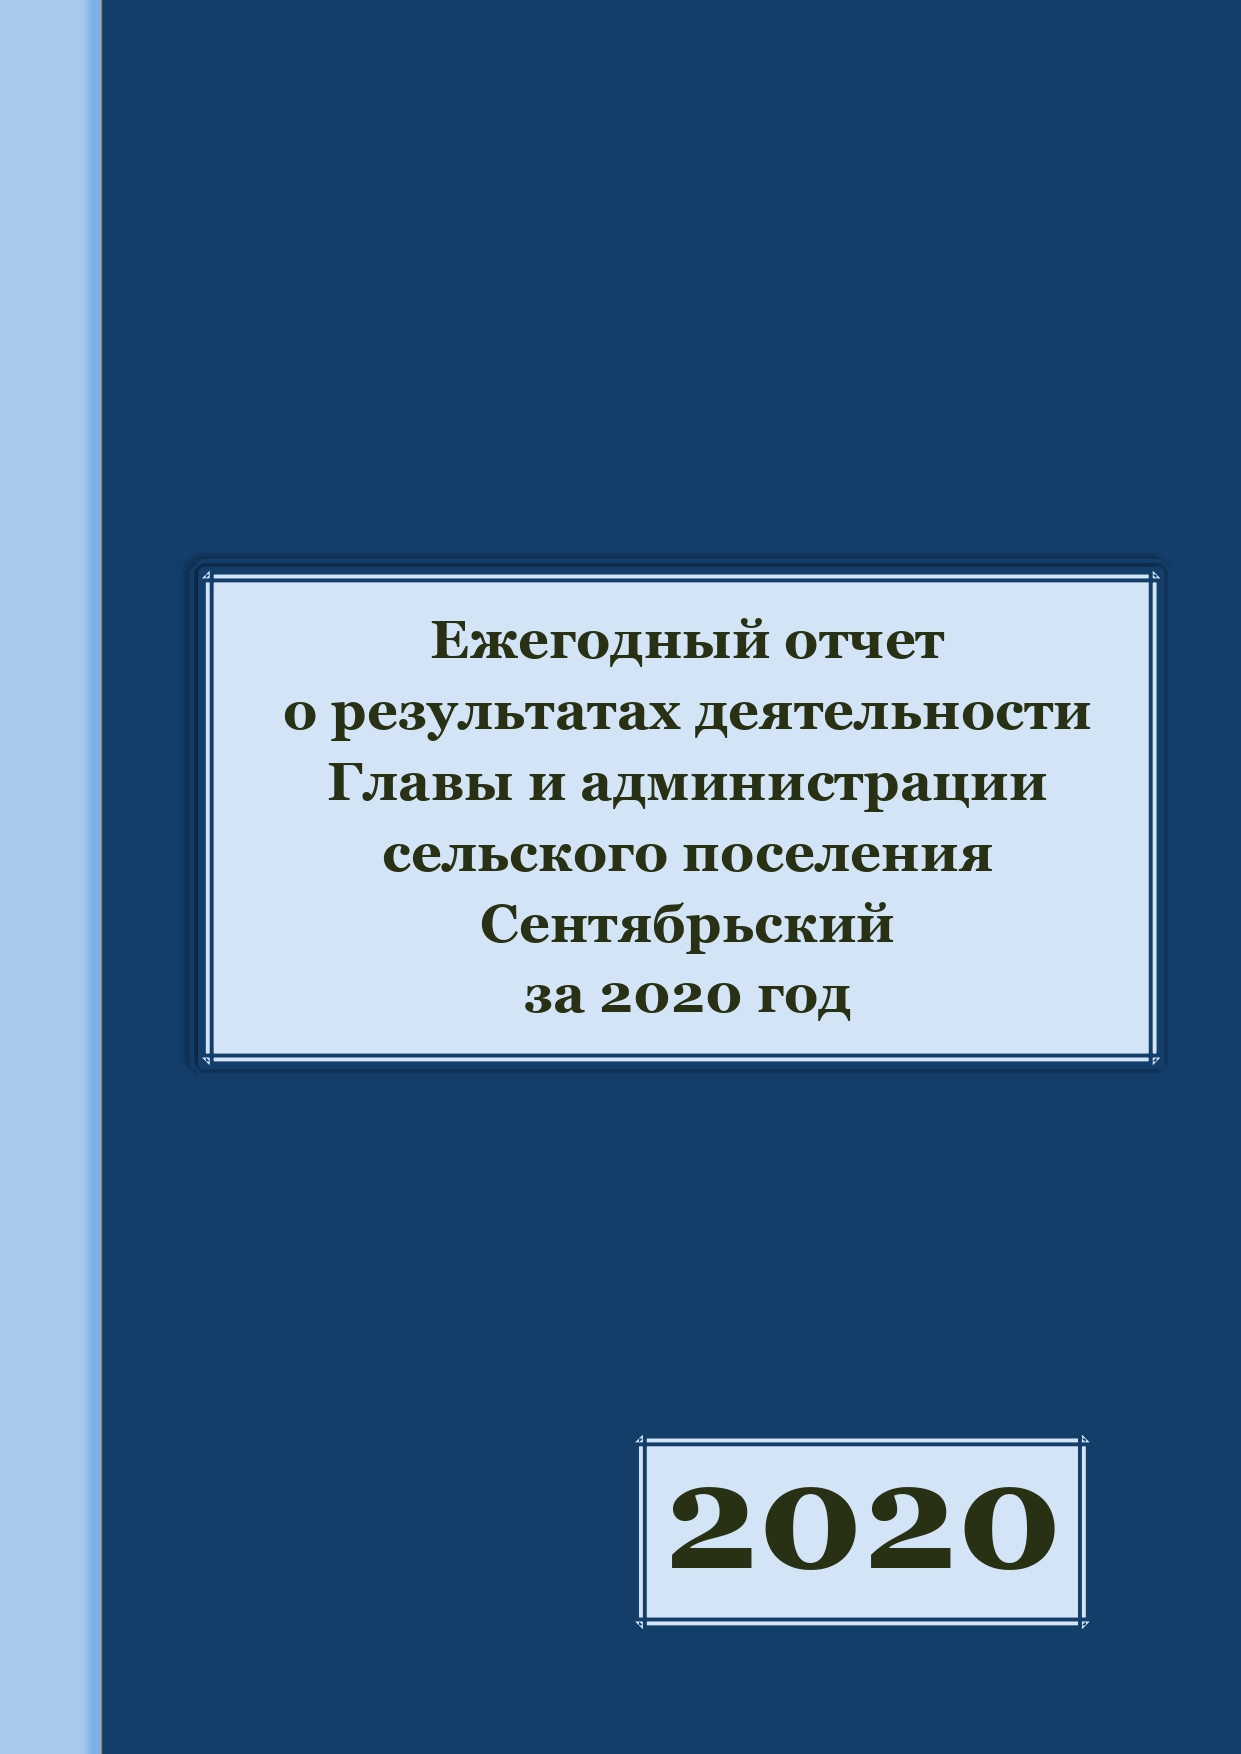 Ежегодный отчет
о результатах деятельности
Главы и администрации
сельского поселения
Сентябрьский
за 2020 год
2020